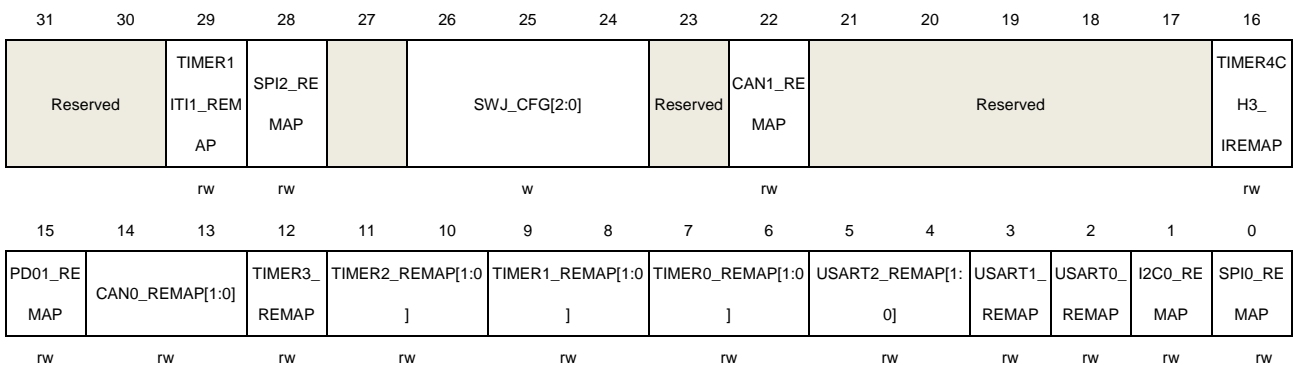 31 30 29 28 27 26 25 24 23 22 21 20 19 18 17 16
Reserved
TIMER1
ITI1_REM
AP
SPI2_RE
MAP
SWJ_CFG[2:0]
Reserved
CAN1_RE
MAP
Reserved
TIMER4C
H3_
IREMAP
rw rw w rw rw
15 14 13 12 11 10 9 8 7 6 5 4 3 2 1 0
PD01_RE
MAP
CAN0_REMAP[1:0]
TIMER3_
REMAP
TIMER2_REMAP[1:0
]
TIMER1_REMAP[1:0
]
TIMER0_REMAP[1:0
]
USART2_REMAP[1:
0]
USART1_
REMAP
USART0_
REMAP
I2C0_RE
MAP
SPI0_RE
MAP
rw rw rw rw rw rw rw rw rw rw rw